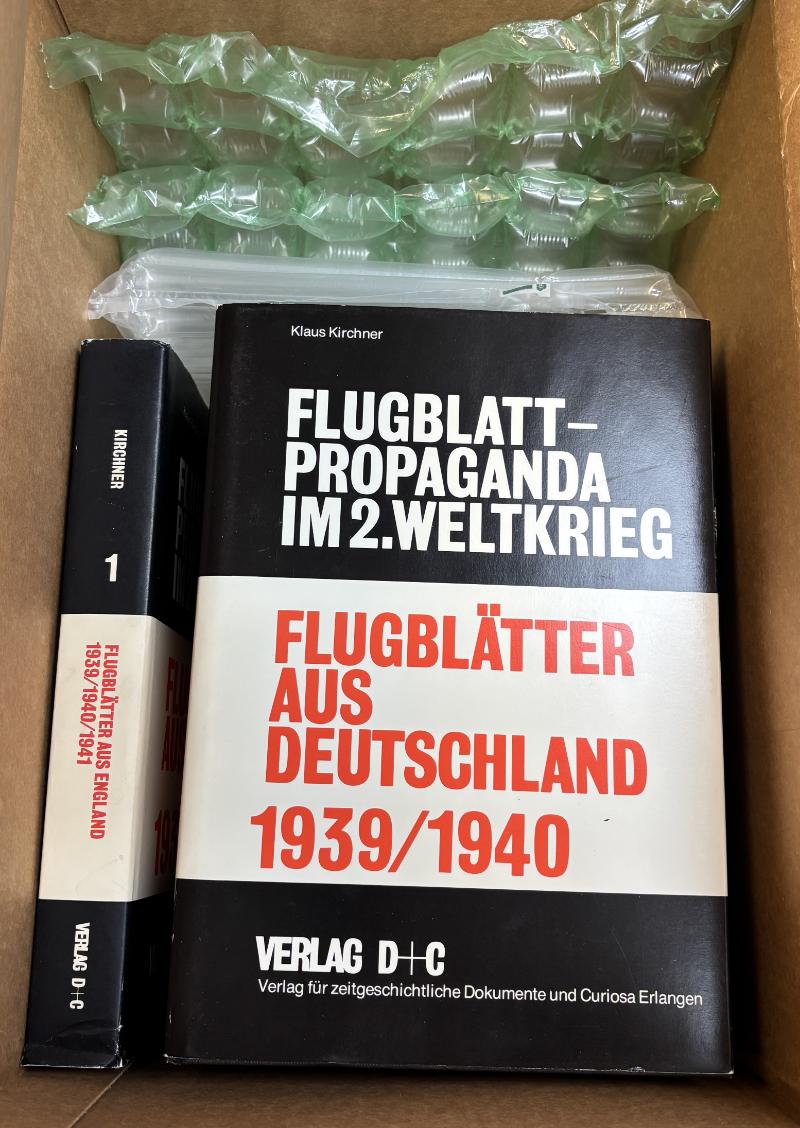 KIRCHNER
1
FLUGBLÄTTER AUS ENGLAND
1939/1940/1941
VERLAG D+C
Klaus Kirchner
FLUGBLATT-
PROPAGANDA
IM 2.WELTKRIEG
FLUGBLÄTTER
AUS
DEUTSCHLAND
1939/1940
VERLAG D+C
Verlag für zeitgeschichtliche Dokumente und Curiosa Erlangen